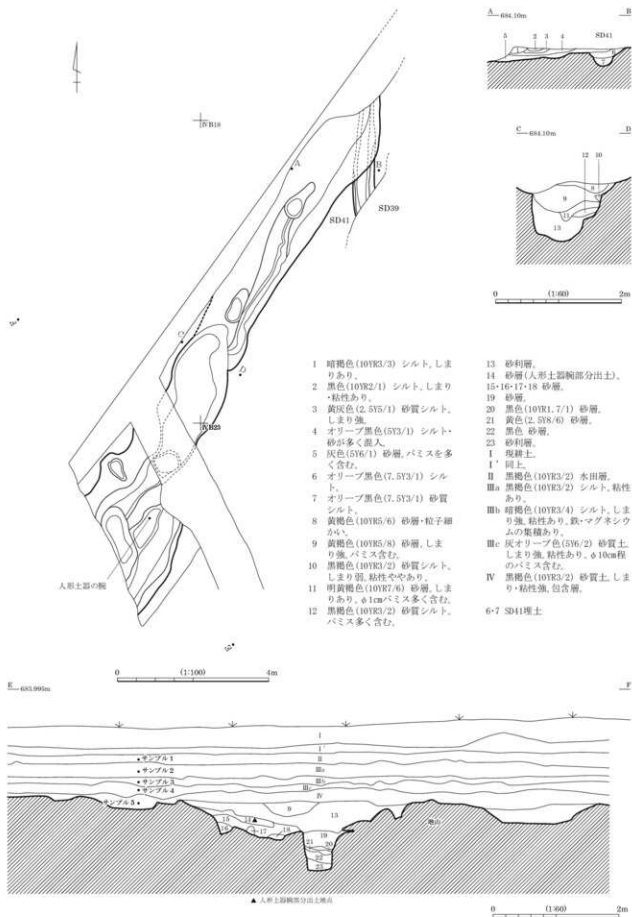 A
684.10m
B
5 2 3 4
SD41
C
684.10m
D
12 10
9
8
11
13
0 (1:60) 2m
ⅣB18
A
B
SD41
SD39
C
D
ⅣB23
人形土器の腕
0 (1:100) 4m
1 暗褐色(10YR3/3) シルト、しま
りあり。
2 黒色(10YR2/1) シルト、しまり
・粘性あり。
3 黄灰色(2.5Y5/1) 砂質シルト、
しまり強。
4 オリーブ黒色(5Y3/1) シルト・
砂が多く混入。
5 灰色(5Y6/1) 砂層、パミスを多
く含む。
6 オリーブ黒色(7.5Y3/1) シル
ト。
7 オリーブ黒色(7.5Y3/1) 砂質
シルト。
8 黄褐色(10YR5/6) 砂層・粒子細
かい。
9 黄褐色(10YR5/8) 砂層、しま
り強、パミス含む。
10 黒褐色(10YR3/2) 砂質シルト、
しまり弱、粘性ややあり。
11 明黄褐色(10YR7/6) 砂層、しま
りあり、φ1cmパミス多く含む。
12 黒褐色(10YR3/2) 砂質シルト、
パミス多く含む。
13 砂利層。
14 砂層(人形土器腕部分出土)。
15・16・17・18 砂層。
19 砂層。
20 黒色(10YR1.7/1) 砂層。
21 黄色(2.5Y8/6) 砂層。
22 黒色 砂層。
23 砂利層。
Ⅰ 現耕土。
Ⅰ' 同上。
Ⅱ 黒褐色(10YR3/2) 水田層。
Ⅲa 黒褐色(10YR3/2) シルト、粘性
あり。
Ⅲb 暗褐色(10YR3/4) シルト、しま
り強、粘性あり、鉄・マグネシウ
ムの集積あり。
Ⅲc 灰オリーブ色(5Y6/2) 砂質土、
しまり強、粘性あり、φ10cm程
のパミス含む。
Ⅳ 黒褐色(10YR3/2) 砂質土、しま
り・粘性強、包含層。
6・7 SD41埋土
E
683.995m
F
Ⅰ
Ⅰ'
サンプル1 Ⅱ
サンプル2 Ⅲa
サンプル3 Ⅲb
サンプル4 Ⅲc
サンプル5 Ⅳ
9
13
15 14
16 17 18
19
20
21
22
23
地山
▲ 人形土器腕部分出土地点
0 (1:60) 2m